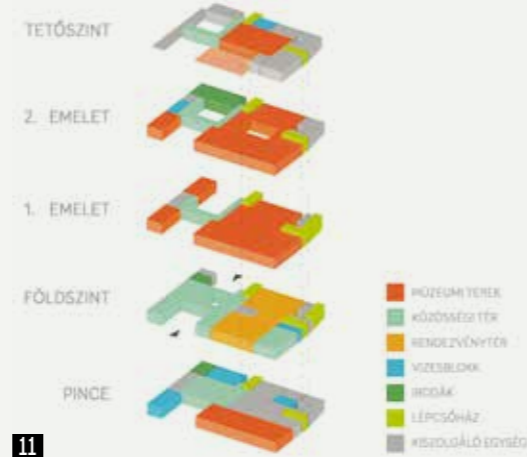 TETŐSZINT
2. EMELET
1. EMELET
FÖLDSZINT
PINCE
MÚZEUMI TEREK
KÖZÖSSÉGI TÉR
RENDEZVÉNYTÉR
VIZESBLOKK
IRODÁK
LÉPCSŐHÁZ
KISZOLGÁLÓ EGYSÉG
11